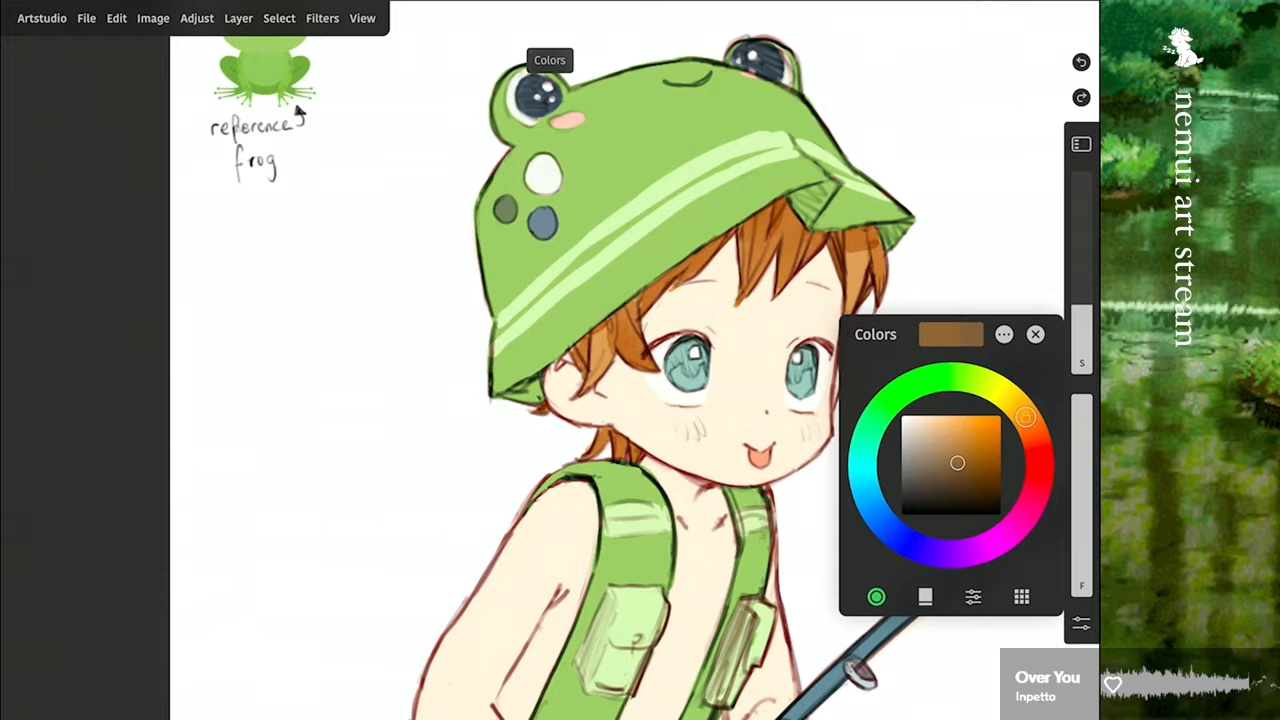 Artstudio File Edit Image Adjust Layer Select Filters View
Colors
reference
frog
Colors
S
F
zzz
nemui art stream
Over You
Inpetto